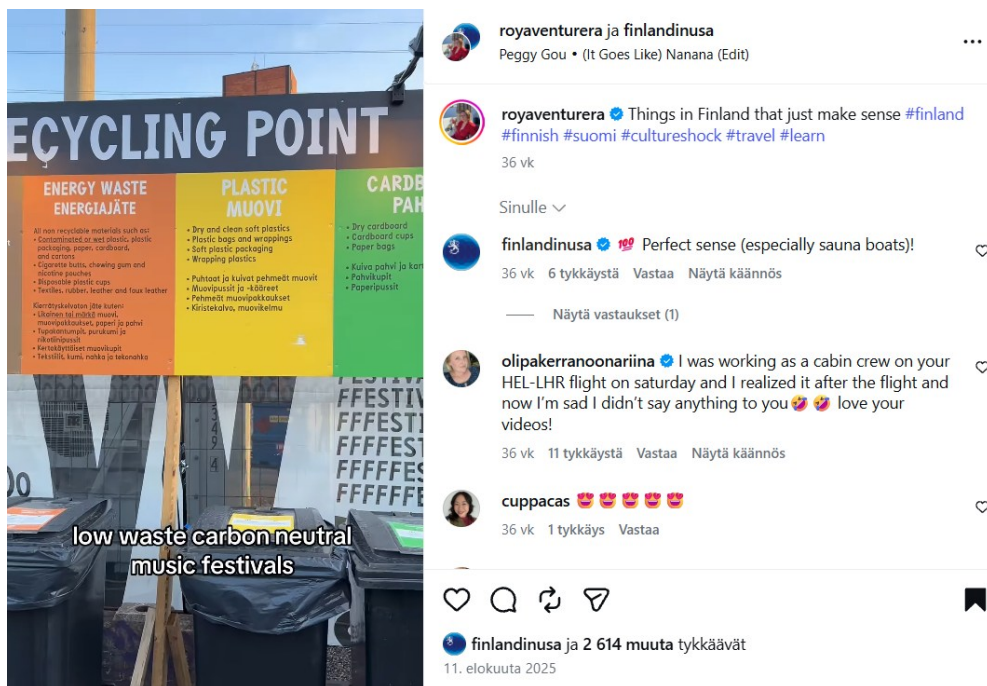 ECYCLING POINT
ENERGY WASTE
ENERGIAJÄTE
All non recyclable materials such as:
• Contaminated or wet plastic, plastic
packaging, paper, cardboard,
and cartons
• Cigarette butts, chewing gum and
nicotine pouches
• Disposable plastic cups
• Textiles, rubber, leather and faux leather
Kierrätyskelvoton jäte kuten:
• Likainen tai märkä muovi,
muovipakkaukset, paperi ja pahvi
• Tupakantumpit, purukumi ja
nikotiinipussit
• Kertakäyttöiset muovikupit
• Tekstiilit, kumi, nahka ja tekonahka
PLASTIC
MUOVI
• Dry and clean soft plastics
• Plastic bags and wrappings
• Soft plastic packaging
• Wrapping plastics
• Puhtaat ja kuivat pehmeät muovit
• Muovipussit ja -kääreet
• Pehmeät muovipakkaukset
• Kiristekalvo, muovikelmu
CARDB
PAH
• Dry cardboard
• Cardboard cups
• Paper bags
• Kuiva pahvi ja kar
• Pahvikupit
• Paperipussit
FFESTIV
FFFESTI
FFFFEST
FFFFFES
FFFFFFE
low waste carbon neutral
music festivals
royaventurera ja finlandinusa
Peggy Gou • (It Goes Like) Nanana (Edit)
royaventurera Things in Finland that just make sense #finland
#finnish #suomi #cultureshock #travel #learn
36 vk
Sinulle
finlandinusa 💯 Perfect sense (especially sauna boats)!
36 vk 6 tykkäystä Vastaa Näytä käännös
Näytä vastaukset (1)
olipakerranoonariina I was working as a cabin crew on your
HEL-LHR flight on saturday and I realized it after the flight and
now I'm sad I didn't say anything to you🤣 🤣 love your
videos!
36 vk 11 tykkäystä Vastaa Näytä käännös
cuppacas 😍 😍 😍 😍 😍
36 vk 1 tykkäys Vastaa
finlandinusa ja 2 614 muuta tykkäävät
11. elokuuta 2025